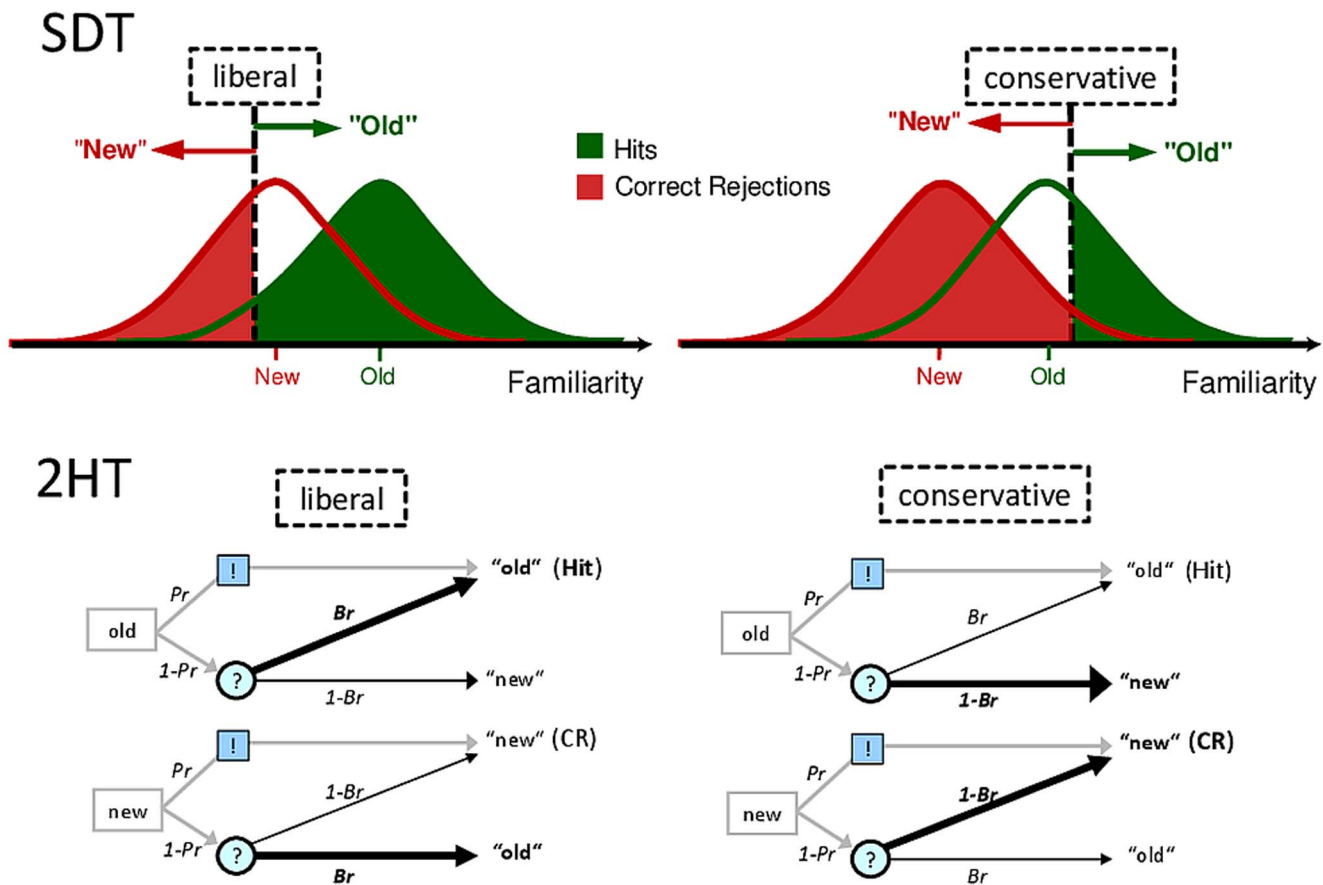 SDT
liberal
conservative
"New"
"Old"
"New"
"Old"
Hits
Correct Rejections
New
Old
Familiarity
New
Old
Familiarity
2HT
liberal
conservative
old
Pr
1-Pr
!
?
Br
1-Br
“old“ (Hit)
“new“
new
Pr
1-Pr
!
?
1-Br
Br
“new“ (CR)
“old“
old
Pr
1-Pr
!
?
Br
1-Br
“old“ (Hit)
“new“
new
Pr
1-Pr
!
?
1-Br
Br
“new“ (CR)
“old“